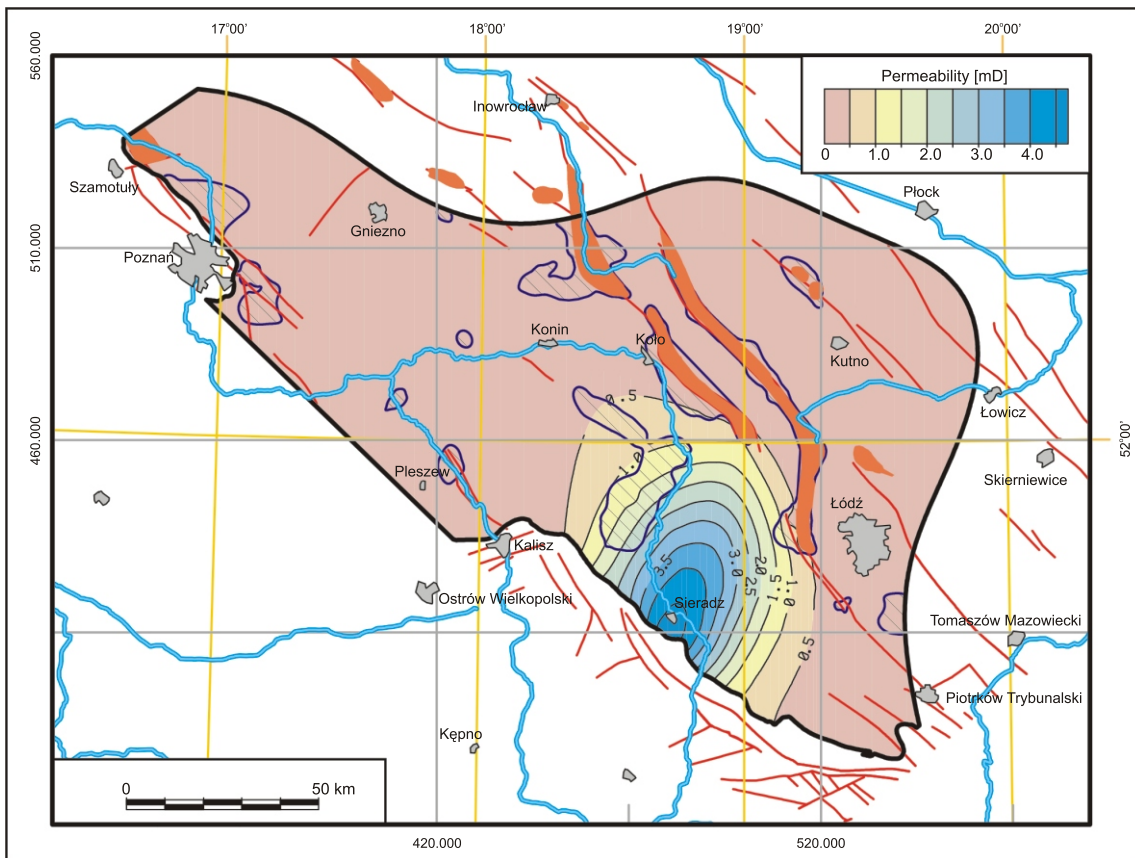 17°00' 18°00' 19°00' 20°00'
560.000
Permeability [mD]
0 1.0 2.0 3.0 4.0
Inowrocław
Szamotuły
Płock
Gniezno
510.000
Poznań
Konin
Koło
Kutno
0.5
Łowicz
460.000
52°00'
1.0
Pleszew
Skierniewice
Łódź
Kalisz
3.5
3.0
2.5
2.0
1.5
1.0
Ostrów Wielkopolski
Sieradz
Tomaszów Mazowiecki
0.5
Piotrków Trybunalski
Kępno
0 50 km
420.000 520.000